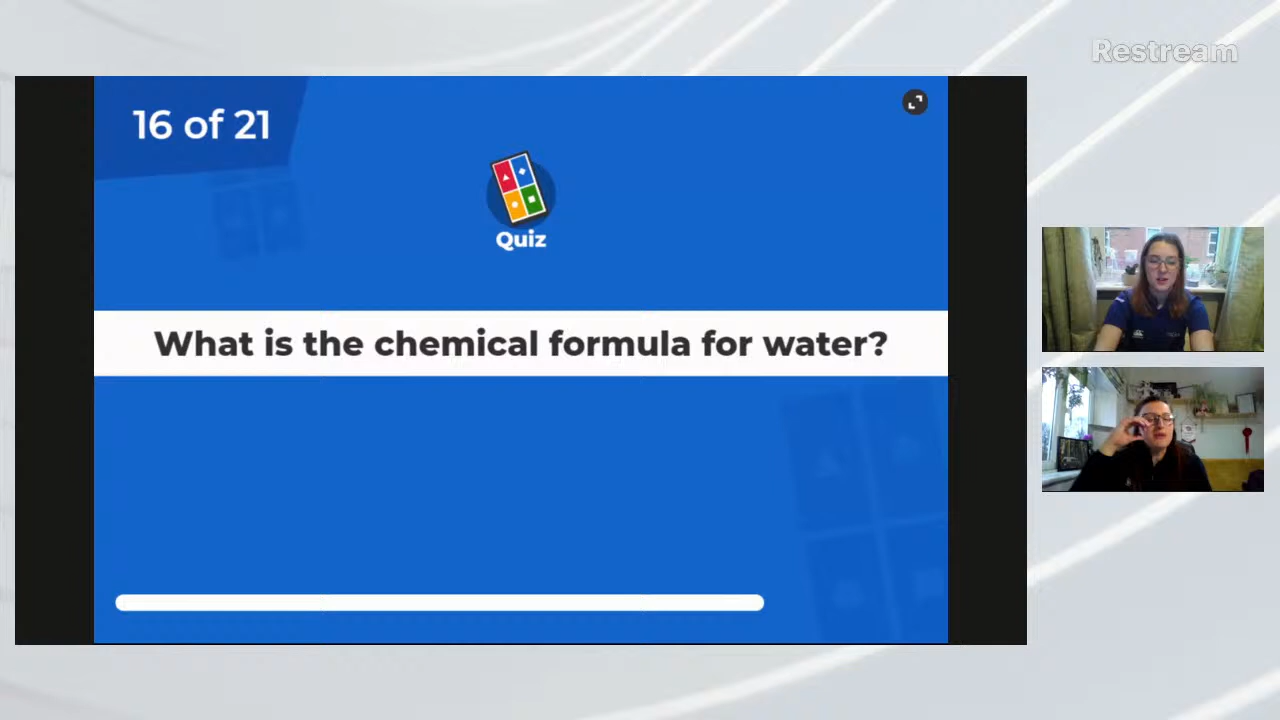 Restream
16 of 21
Quiz
What is the chemical formula for water?